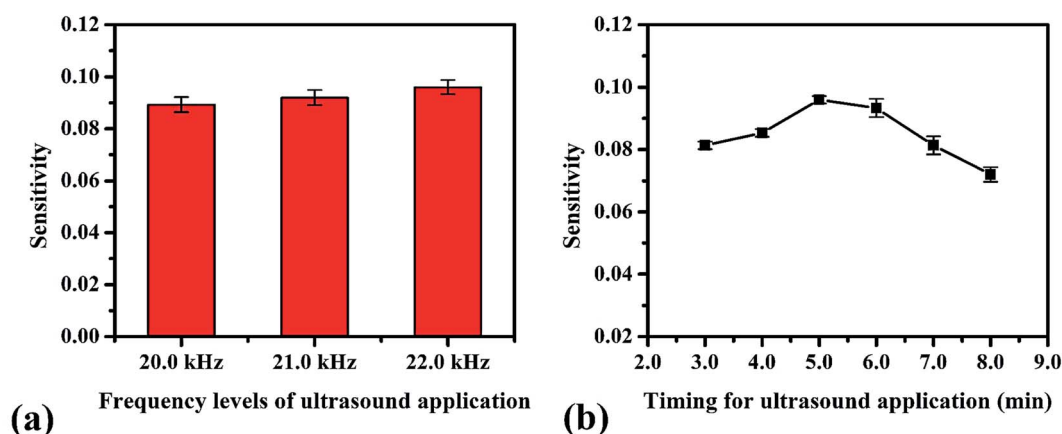 0.12
0.10
0.08
0.06
0.04
0.02
0.00
Sensitivity
20.0 kHz 21.0 kHz 22.0 kHz
Frequency levels of ultrasound application
(a)
0.12
0.10
0.08
0.06
0.04
0.02
Sensitivity
2.0 3.0 4.0 5.0 6.0 7.0 8.0 9.0
Timing for ultrasound application (min)
(b)